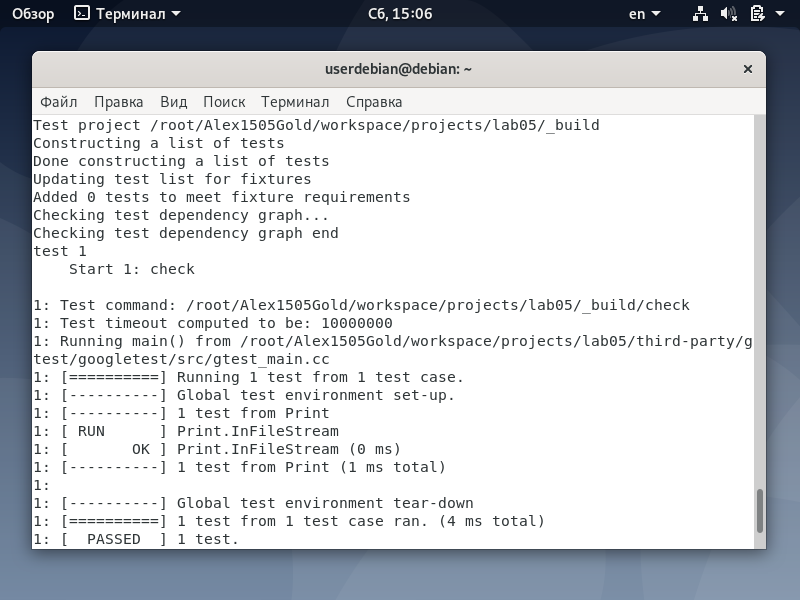 Обзор Терминал Сб, 15:06 en
userdebian@debian: ~
Файл Правка Вид Поиск Терминал Справка
Test project /root/Alex1505Gold/workspace/projects/lab05/_build
Constructing a list of tests
Done constructing a list of tests
Updating test list for fixtures
Added 0 tests to meet fixture requirements
Checking test dependency graph...
Checking test dependency graph end
test 1
    Start 1: check
1: Test command: /root/Alex1505Gold/workspace/projects/lab05/_build/check
1: Test timeout computed to be: 10000000
1: Running main() from /root/Alex1505Gold/workspace/projects/lab05/third-party/g
test/googletest/src/gtest_main.cc
1: [==========] Running 1 test from 1 test case.
1: [----------] Global test environment set-up.
1: [----------] 1 test from Print
1: [ RUN      ] Print.InFileStream
1: [       OK ] Print.InFileStream (0 ms)
1: [----------] 1 test from Print (1 ms total)
1:
1: [----------] Global test environment tear-down
1: [==========] 1 test from 1 test case ran. (4 ms total)
1: [  PASSED  ] 1 test.